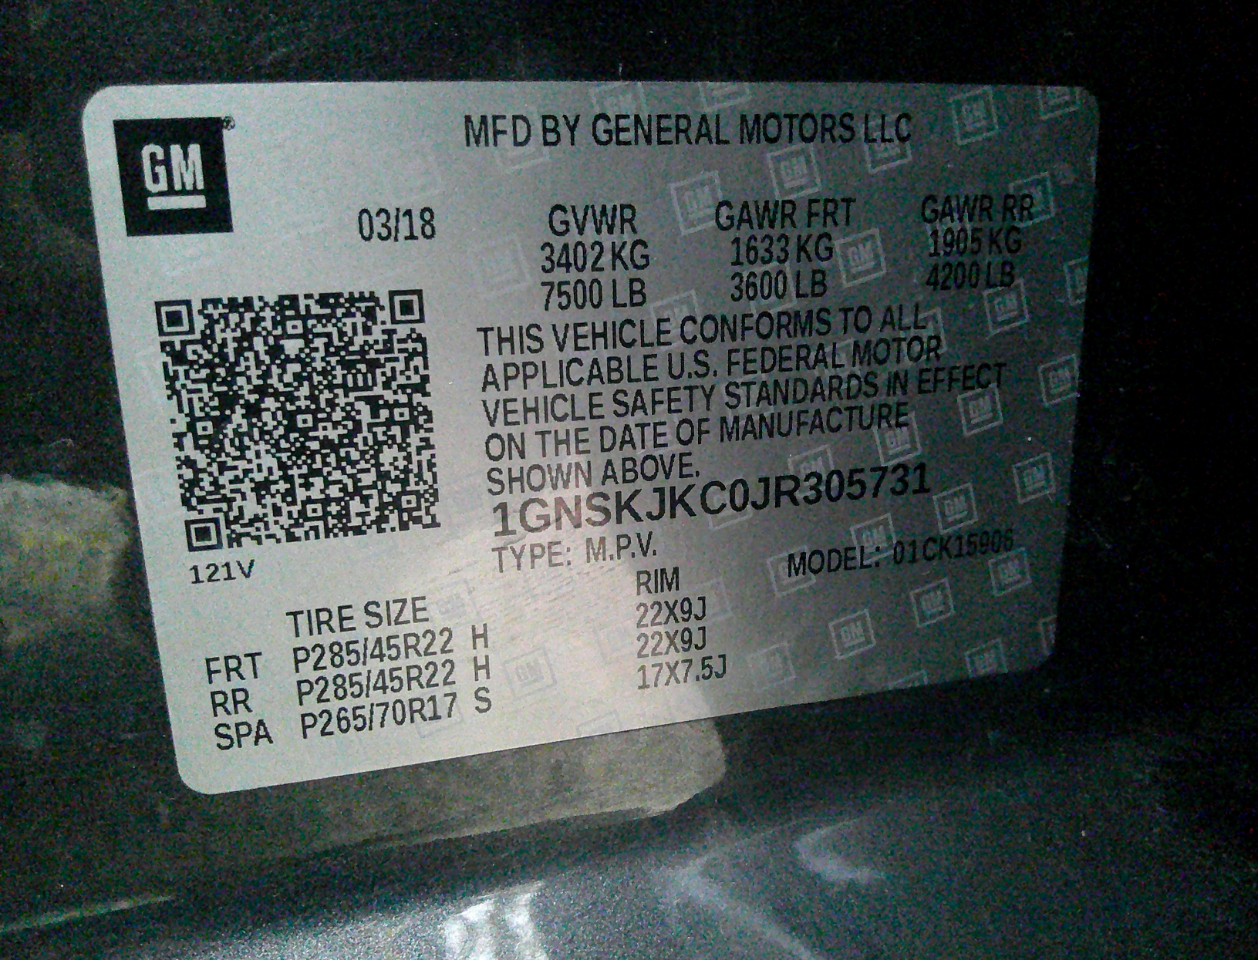 GM®
MFD BY GENERAL MOTORS LLC
03/18
GVWR GAWR FRT GAWR RR
3402 KG 1633 KG 1905 KG
7500 LB 3600 LB 4200 LB
THIS VEHICLE CONFORMS TO ALL
APPLICABLE U.S. FEDERAL MOTOR
VEHICLE SAFETY STANDARDS IN EFFECT
ON THE DATE OF MANUFACTURE
SHOWN ABOVE.
1GNSKJKC0JR305731
121V
TYPE: M.P.V. MODEL: 01CK15906
TIRE SIZE RIM
FRT P285/45R22 H 22X9J
RR P285/45R22 H 22X9J
SPA P265/70R17 S 17X7.5J